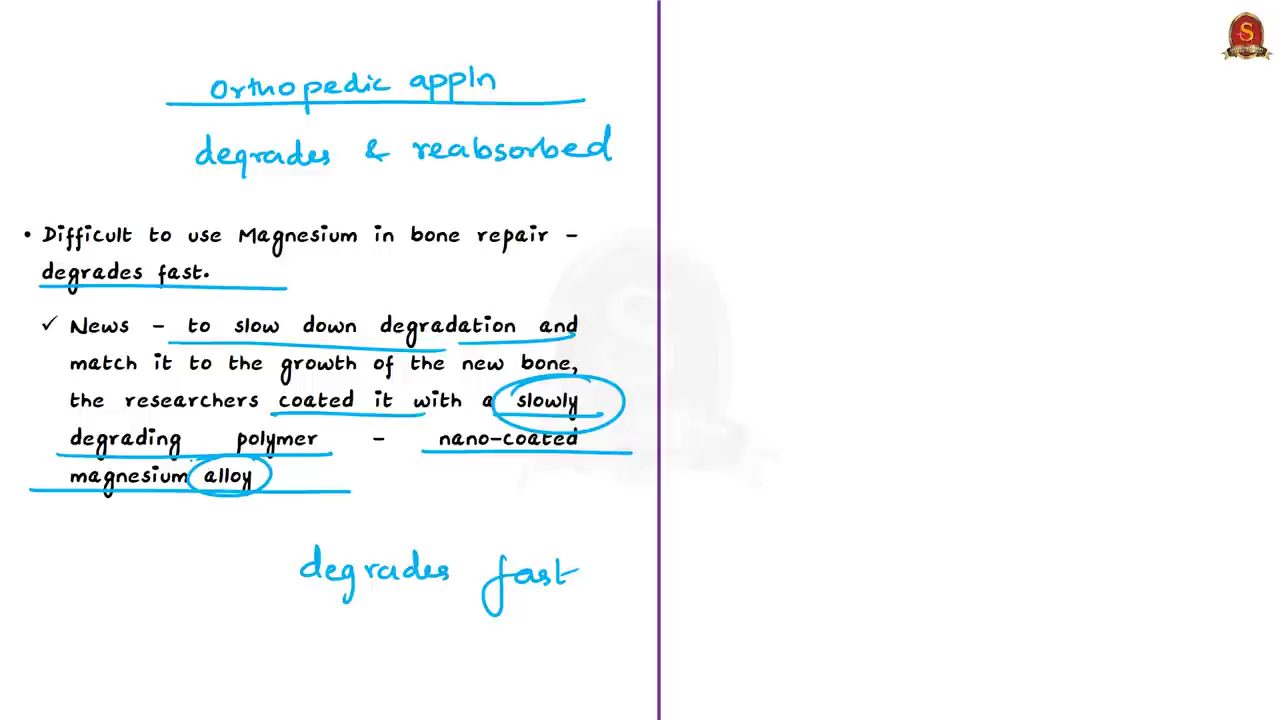 Orthopedic appln
degrades & reabsorbed
• Difficult to use Magnesium in bone repair –
degrades fast.
✓ News – to slow down degradation and
match it to the growth of the new bone,
the researchers coated it with a slowly
degrading polymer – nano-coated
magnesium alloy
degrades fast
S